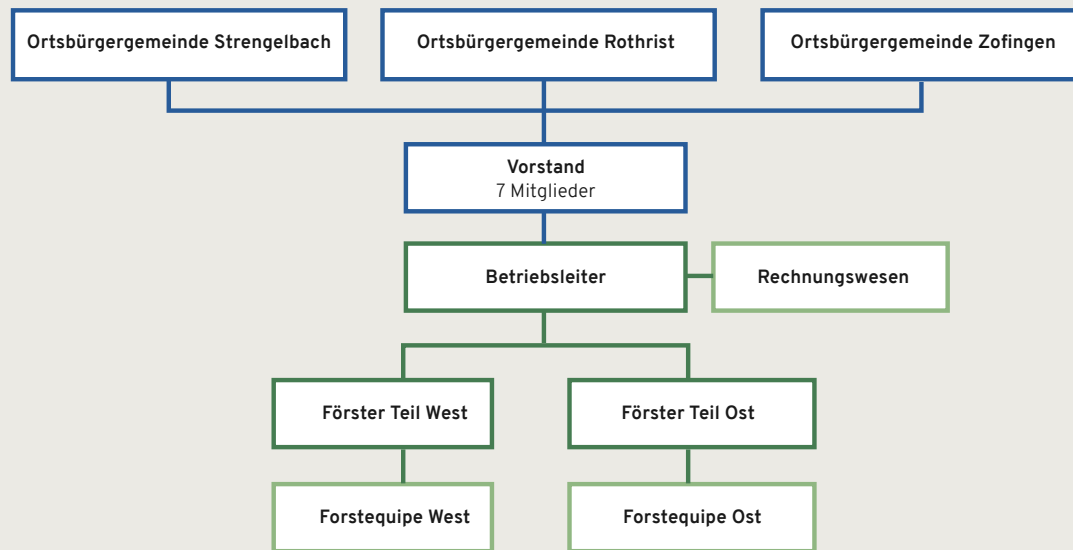 Ortsbürgergemeinde Strengelbach
Ortsbürgergemeinde Rothrist
Ortsbürgergemeinde Zofingen
Vorstand
7 Mitglieder
Betriebsleiter
Rechnungswesen
Förster Teil West
Förster Teil Ost
Forstequipe West
Forstequipe Ost